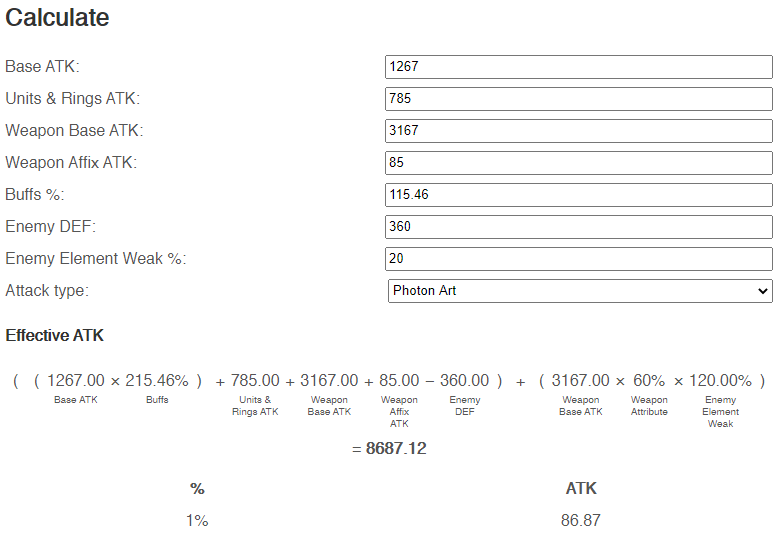 Calculate
Base ATK: 1267
Units & Rings ATK: 785
Weapon Base ATK: 3167
Weapon Affix ATK: 85
Buffs %: 115.46
Enemy DEF: 360
Enemy Element Weak %: 20
Attack type: Photon Art
Effective ATK
( ( 1267.00 × 215.46% ) + 785.00 + 3167.00 + 85.00 − 360.00 ) + ( 3167.00 × 60% × 120.00% )
Base ATK Buffs Units & Weapon Weapon Enemy Weapon Weapon Enemy
Rings ATK Base ATK Affix DEF Base ATK Attribute Element
ATK Weak
= 8687.12
% ATK
1% 86.87